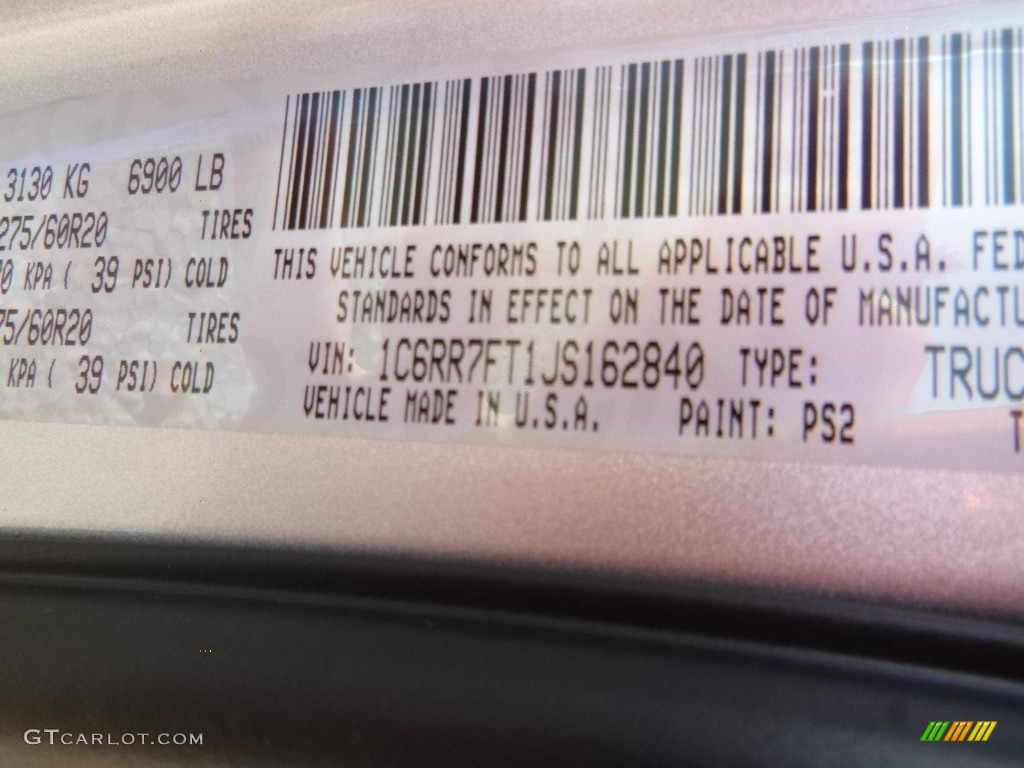 3130 KG 6900 LB
275/60R20 TIRES
KPA ( 39 PSI) COLD
75/60R20 TIRES
KPA ( 39 PSI) COLD
THIS VEHICLE CONFORMS TO ALL APPLICABLE U.S.A. FED
STANDARDS IN EFFECT ON THE DATE OF MANUFACTU
VIN: 1C6RR7FT1JS162840 TYPE: TRUC
VEHICLE MADE IN U.S.A. PAINT: PS2 T
GTCARLOT.COM